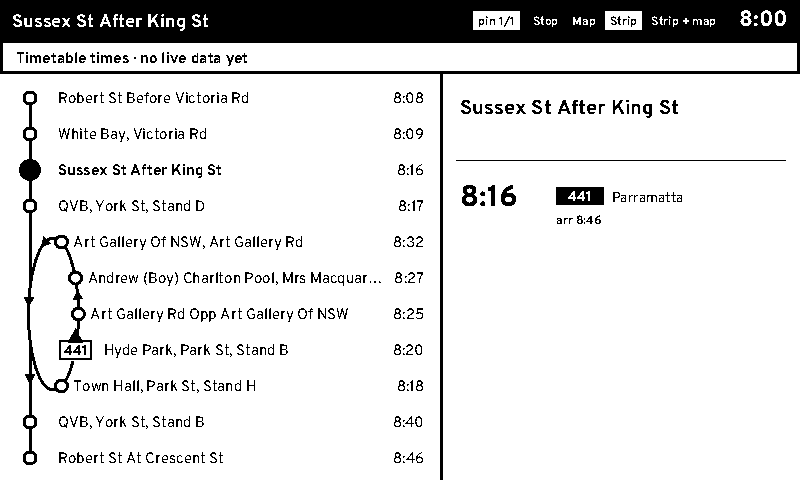 Sussex St After King St
pin 1/1 Stop Map Strip Strip + map 8:00
Timetable times · no live data yet
Robert St Before Victoria Rd 8:08
White Bay, Victoria Rd 8:09
Sussex St After King St 8:16
QVB, York St, Stand D 8:17
Art Gallery Of NSW, Art Gallery Rd 8:32
Andrew (Boy) Charlton Pool, Mrs Macquar... 8:27
Art Gallery Rd Opp Art Gallery Of NSW 8:25
441 Hyde Park, Park St, Stand B 8:20
Town Hall, Park St, Stand H 8:18
QVB, York St, Stand B 8:40
Robert St At Crescent St 8:46
Sussex St After King St
8:16 441 Parramatta
arr 8:46